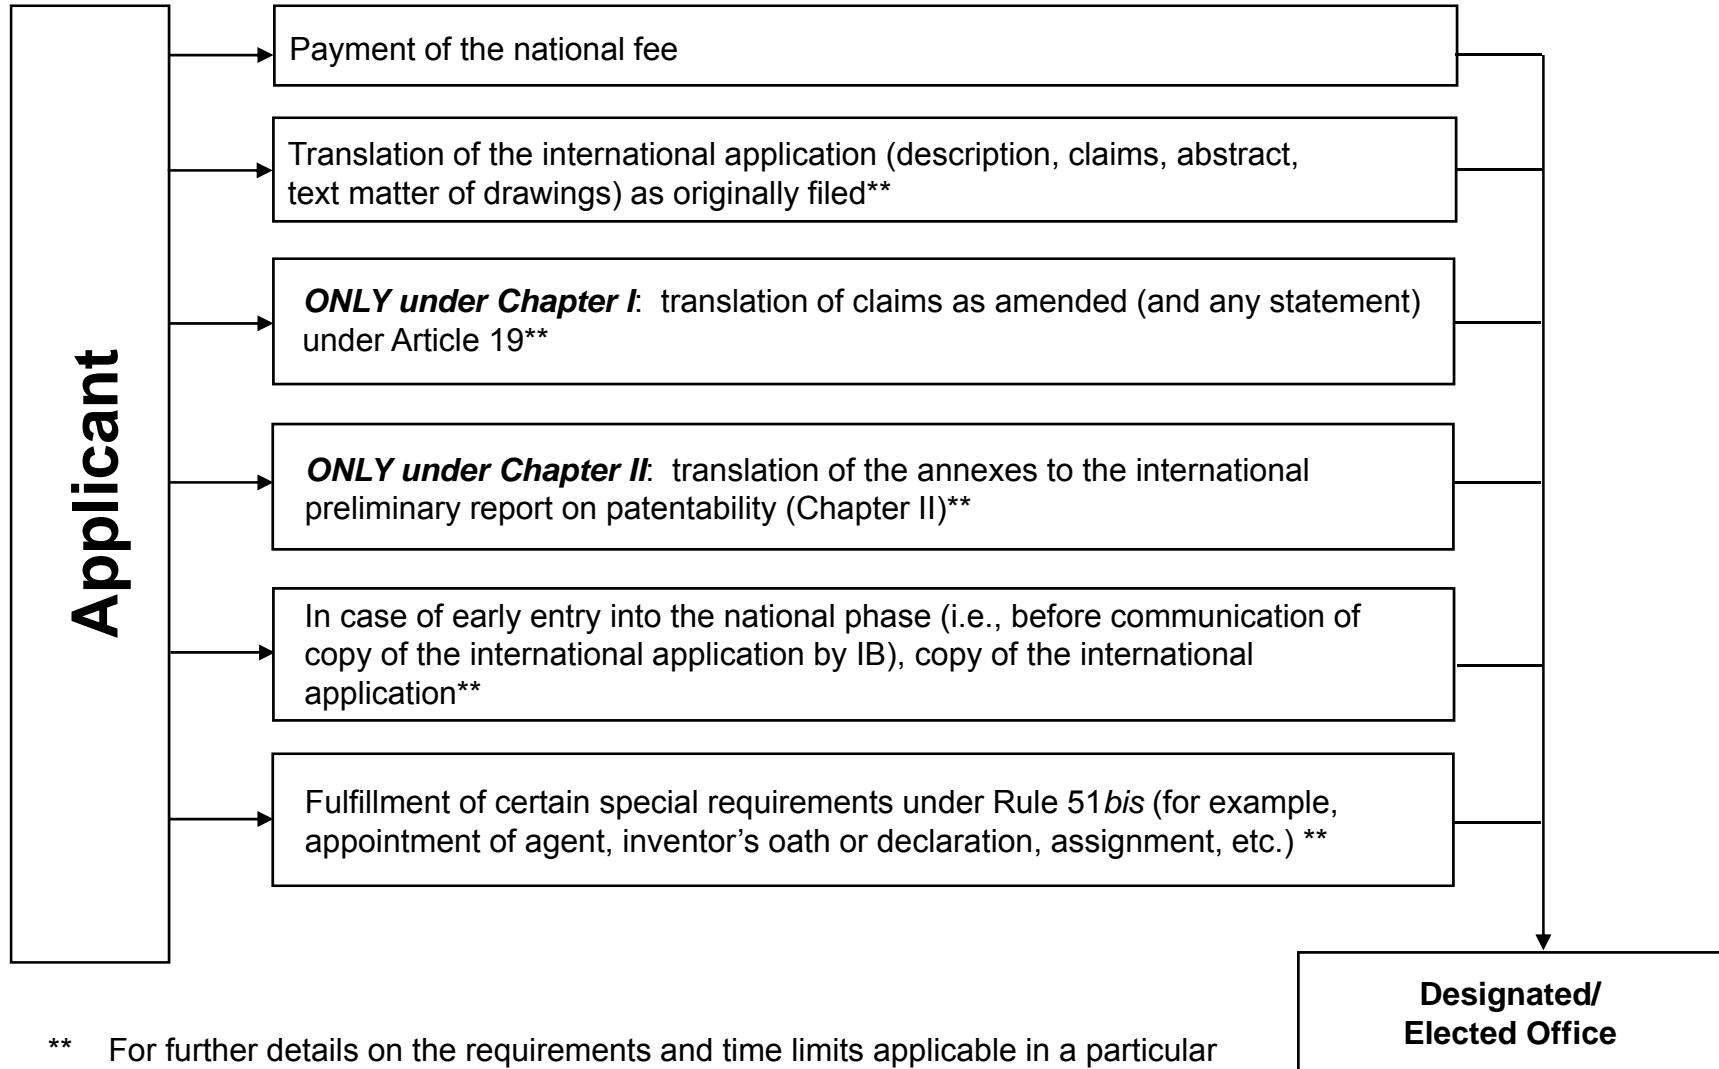 Applicant
Payment of the national fee
Translation of the international application (description, claims, abstract,
text matter of drawings) as originally filed**
ONLY under Chapter I:  translation of claims as amended (and any statement)
under Article 19**
ONLY under Chapter II:  translation of the annexes to the international
preliminary report on patentability (Chapter II)**
In case of early entry into the national phase (i.e., before communication of
copy of the international application by IB), copy of the international
application**
Fulfillment of certain special requirements under Rule 51bis (for example,
appointment of agent, inventor’s oath or declaration, assignment, etc.) **
Designated/
Elected Office
** For further details on the requirements and time limits applicable in a particular